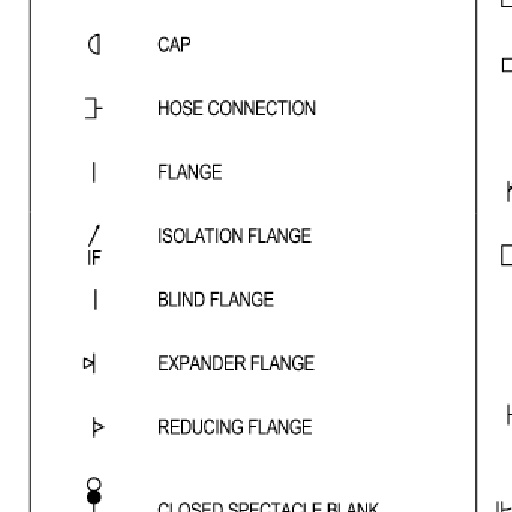 CAP
HOSE CONNECTION
FLANGE
ISOLATION FLANGE
IF
BLIND FLANGE
EXPANDER FLANGE
REDUCING FLANGE
CLOSED SPECTACLE BLANK